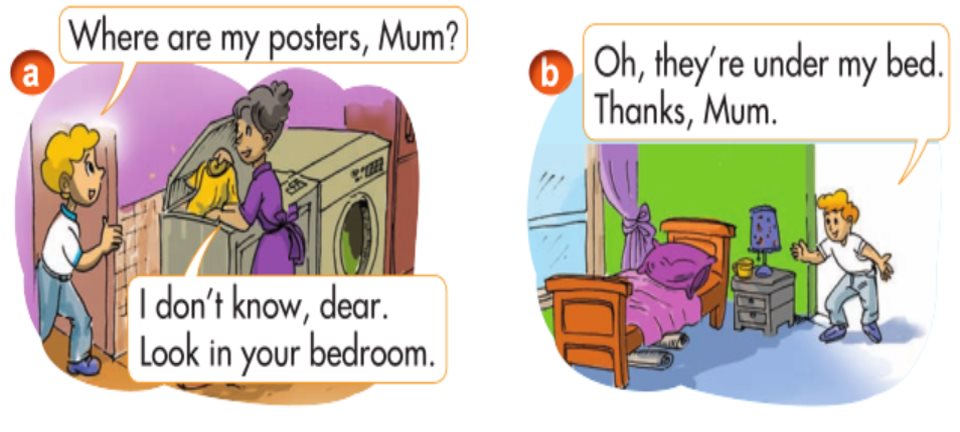 a
Where are my posters, Mum?
I don't know, dear.
Look in your bedroom.
b
Oh, they're under my bed.
Thanks, Mum.